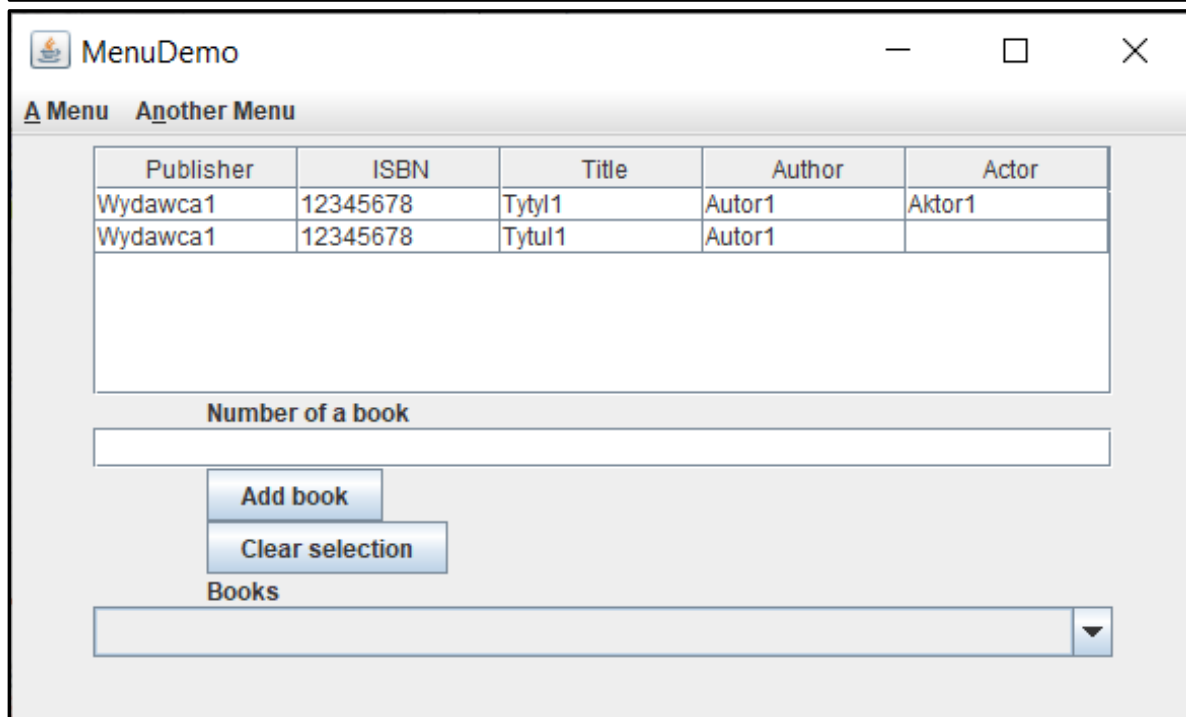 MenuDemo
A Menu Another Menu
Publisher ISBN Title Author Actor
Wydawca1 12345678 Tytyl1 Autor1 Aktor1
Wydawca1 12345678 Tytul1 Autor1
Number of a book
Add book
Clear selection
Books